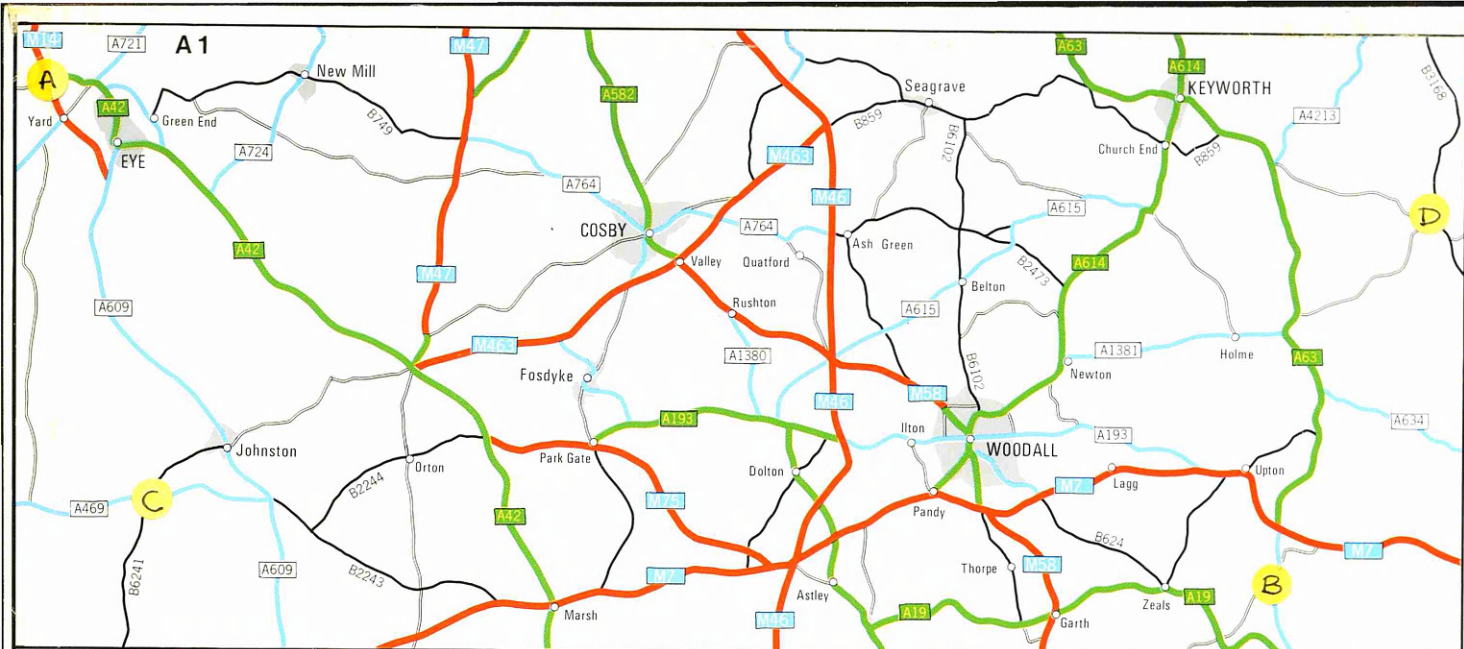 M14
A721
A 1
M47
A63
A614
A
New Mill
A582
Seagrave
KEYWORTH
B3168
A42
Yard
Green End
B749
B859
A4213
EYE
A724
B6102
Church End
B859
M463
A764
M46
A615
D
COSBY
A764
Ash Green
A42
Valley
Quatford
A614
M47
B2473
Belton
A609
Rushton
A615
M463
A1380
A1381
Holme
A63
B6102
Fosdyke
Newton
M58
M46
A193
A634
Ilton
A193
Johnston
Orton
Park Gate
WOODALL
Dolton
Lagg
Upton
B2244
M7
C
A469
M75
Pandy
A42
B624
M7
A609
B2243
M7
Thorpe
M58
B6241
B
Astley
Zeals
A19
Marsh
A19
M46
Garth